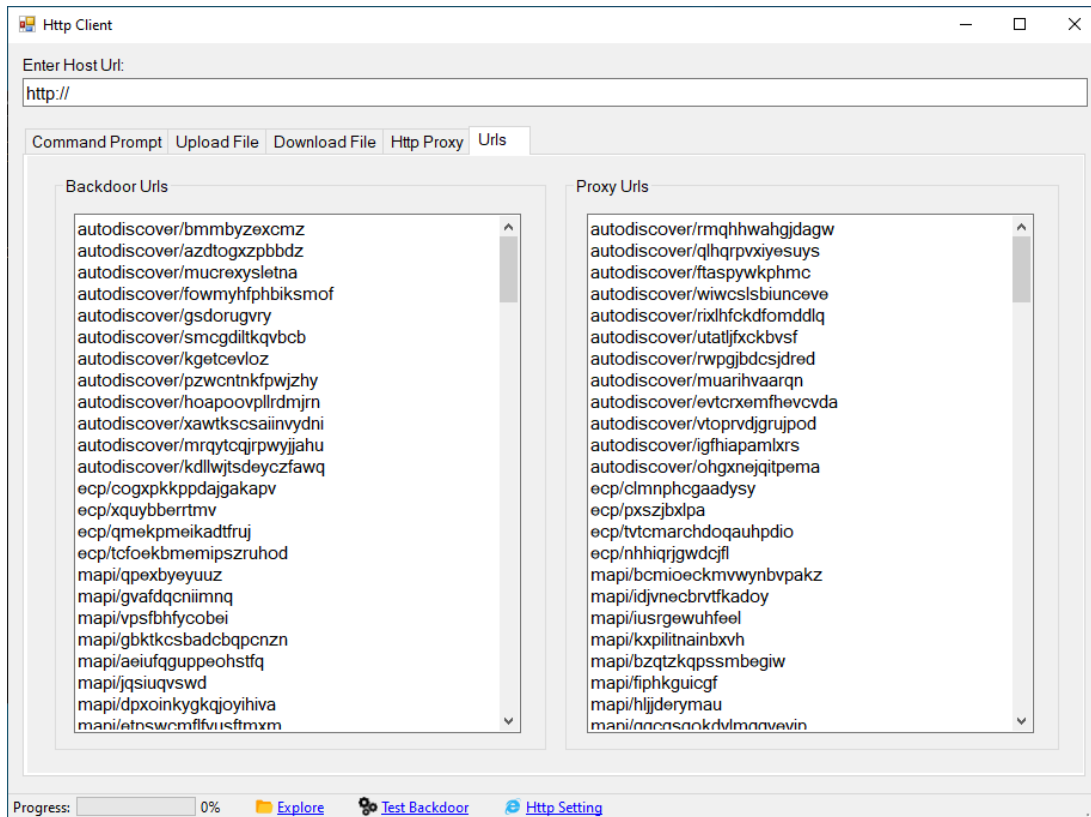 Http Client
Enter Host Url:
http://
Command Prompt Upload File Download File Http Proxy Urls
Backdoor Urls
autodiscover/bmmbyzexcmz
autodiscover/azdtogxzpbbdz
autodiscover/mucrexysletna
autodiscover/fowmyhfphbiksmof
autodiscover/gsdorugvry
autodiscover/smcgdiltkqvbcb
autodiscover/kgetcevloz
autodiscover/pzwcntnkfpwjzhy
autodiscover/hoapoovpllrdmjrn
autodiscover/xawtkscsaiinvydni
autodiscover/mrqytcqjrpwyjjahu
autodiscover/kdllwjtsdeyczfawq
ecp/cogxpkkppdajgakapv
ecp/xquybberrtmv
ecp/qmekpmeikadtfruj
ecp/tcfoekbmemipszruhod
mapi/qpexbyeyuuz
mapi/gvafdqcniimnq
mapi/vpsfbhfycobei
mapi/gbktkcsbadcbqpcnzn
mapi/aeiufqguppeohstfq
mapi/jqsiuqvswd
mapi/dpxoinkygkqjoyihiva
Proxy Urls
autodiscover/rmqhhwahgjdagw
autodiscover/qlhqrpvxiyesuys
autodiscover/ftaspywkphmc
autodiscover/wiwcslsbiunceve
autodiscover/rixlhfckdfomddlq
autodiscover/utatljfxckbvsf
autodiscover/rwpgjbdcsjdred
autodiscover/muarihvaarqn
autodiscover/evtcrxemfhevcvda
autodiscover/vtoprvdjgrujpod
autodiscover/igfhiapamlxrs
autodiscover/ohgxnejqitpema
ecp/clmnphcgaadysy
ecp/pxszjbxlpa
ecp/tvtcmarchdoqauhpdio
ecp/nhhiqrjgwdcjfl
mapi/bcmioeckmvwynbvpakz
mapi/idjvnecbrvtfkadoy
mapi/iusrgewuhfeel
mapi/kxpilitnainbxvh
mapi/bzqtzkqpssmbegiw
mapi/fiphkguicgf
mapi/hljjderymau
Progress: 0% Explore Test Backdoor Http Setting